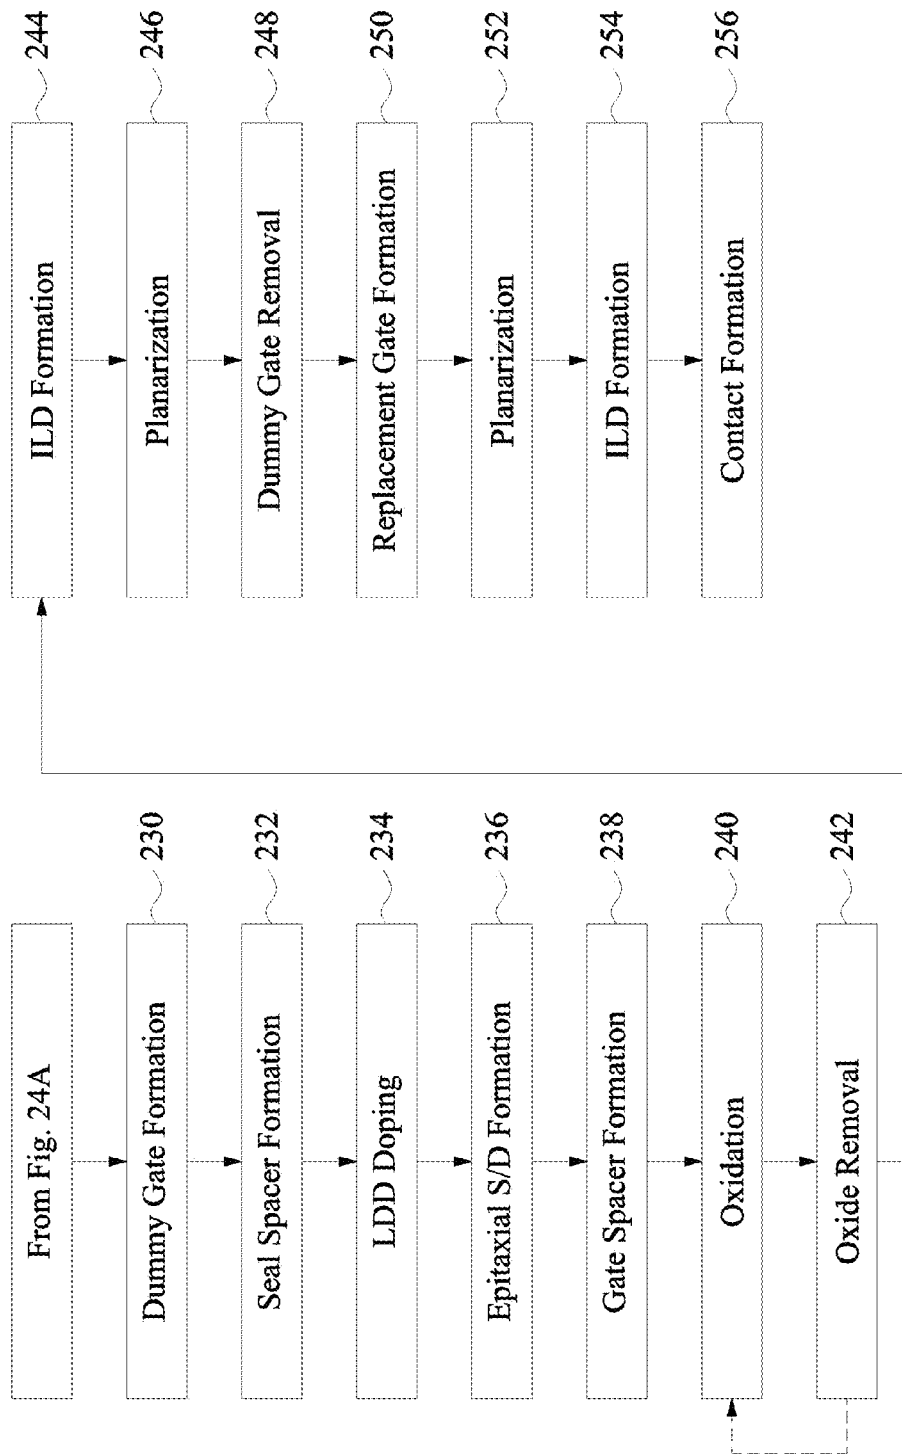 From Fig. 24A
Dummy Gate Formation
230
Seal Spacer Formation
232
LDD Doping
234
Epitaxial S/D Formation
236
Gate Spacer Formation
238
Oxidation
240
Oxide Removal
242
ILD Formation
244
Planarization
246
Dummy Gate Removal
248
Replacement Gate Formation
250
Planarization
252
ILD Formation
254
Contact Formation
256